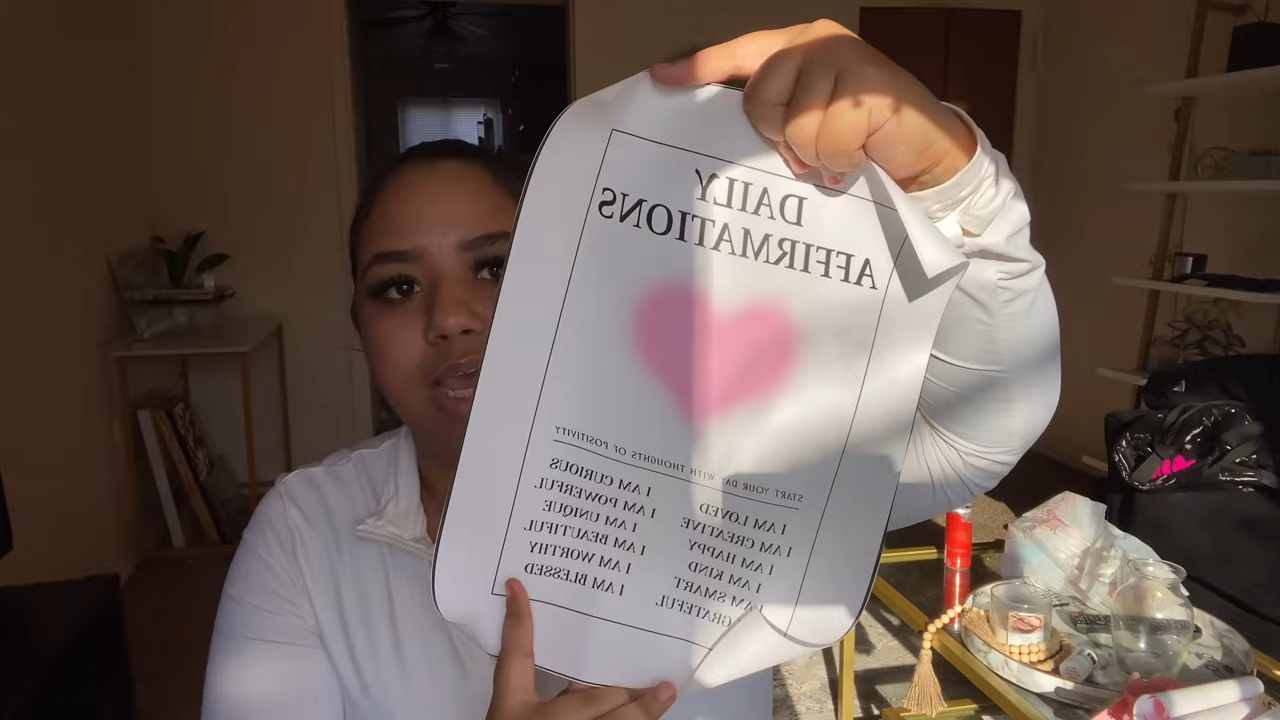 DAILY
AFFIRMATIONS
START YOUR DAY WITH THOUGHTS OF POSITIVITY
I AM LOVED
I AM CREATIVE
I AM HAPPY
I AM KIND
I AM SMART
GRATEFUL
I AM CURIOUS
I AM POWERFUL
I AM UNIQUE
I AM BEAUTIFUL
I AM WORTHY
I AM BLESSED